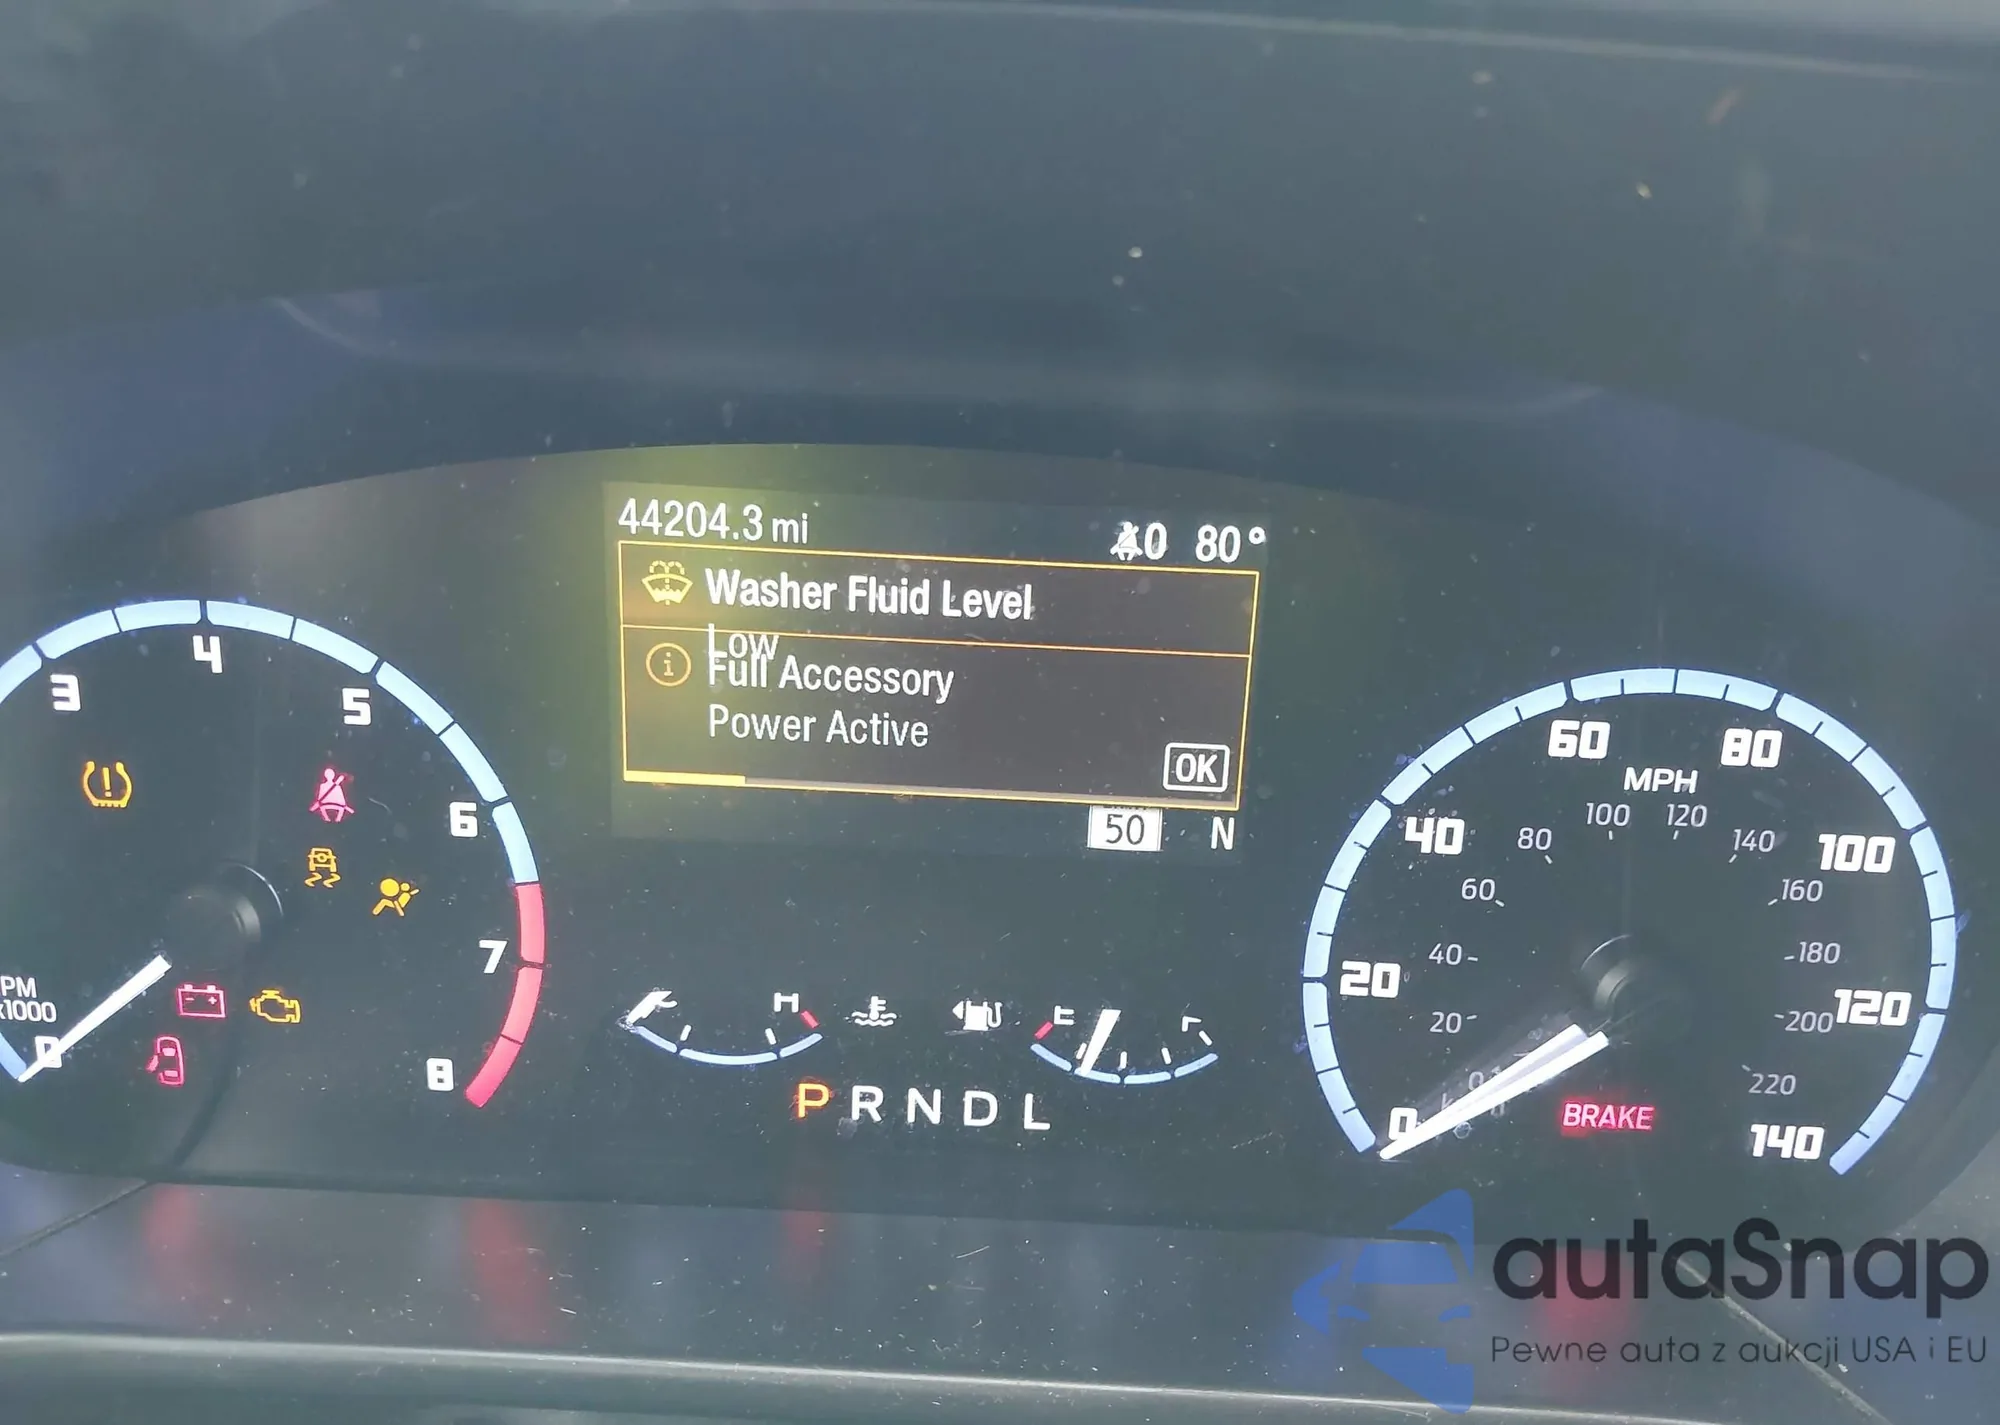 44204.3 mi
0 80°
Washer Fluid Level
Low
Full Accessory
Power Active
OK
50 N
3
4
5
6
7
8
PM
x1000
0
H
E
F
P R N D L
MPH
0
20
40
60
80
100
120
140
20
40
60
80
100
120
140
160
180
200
220
BRAKE
autaSnap
Pewne auta z aukcji USA i EU